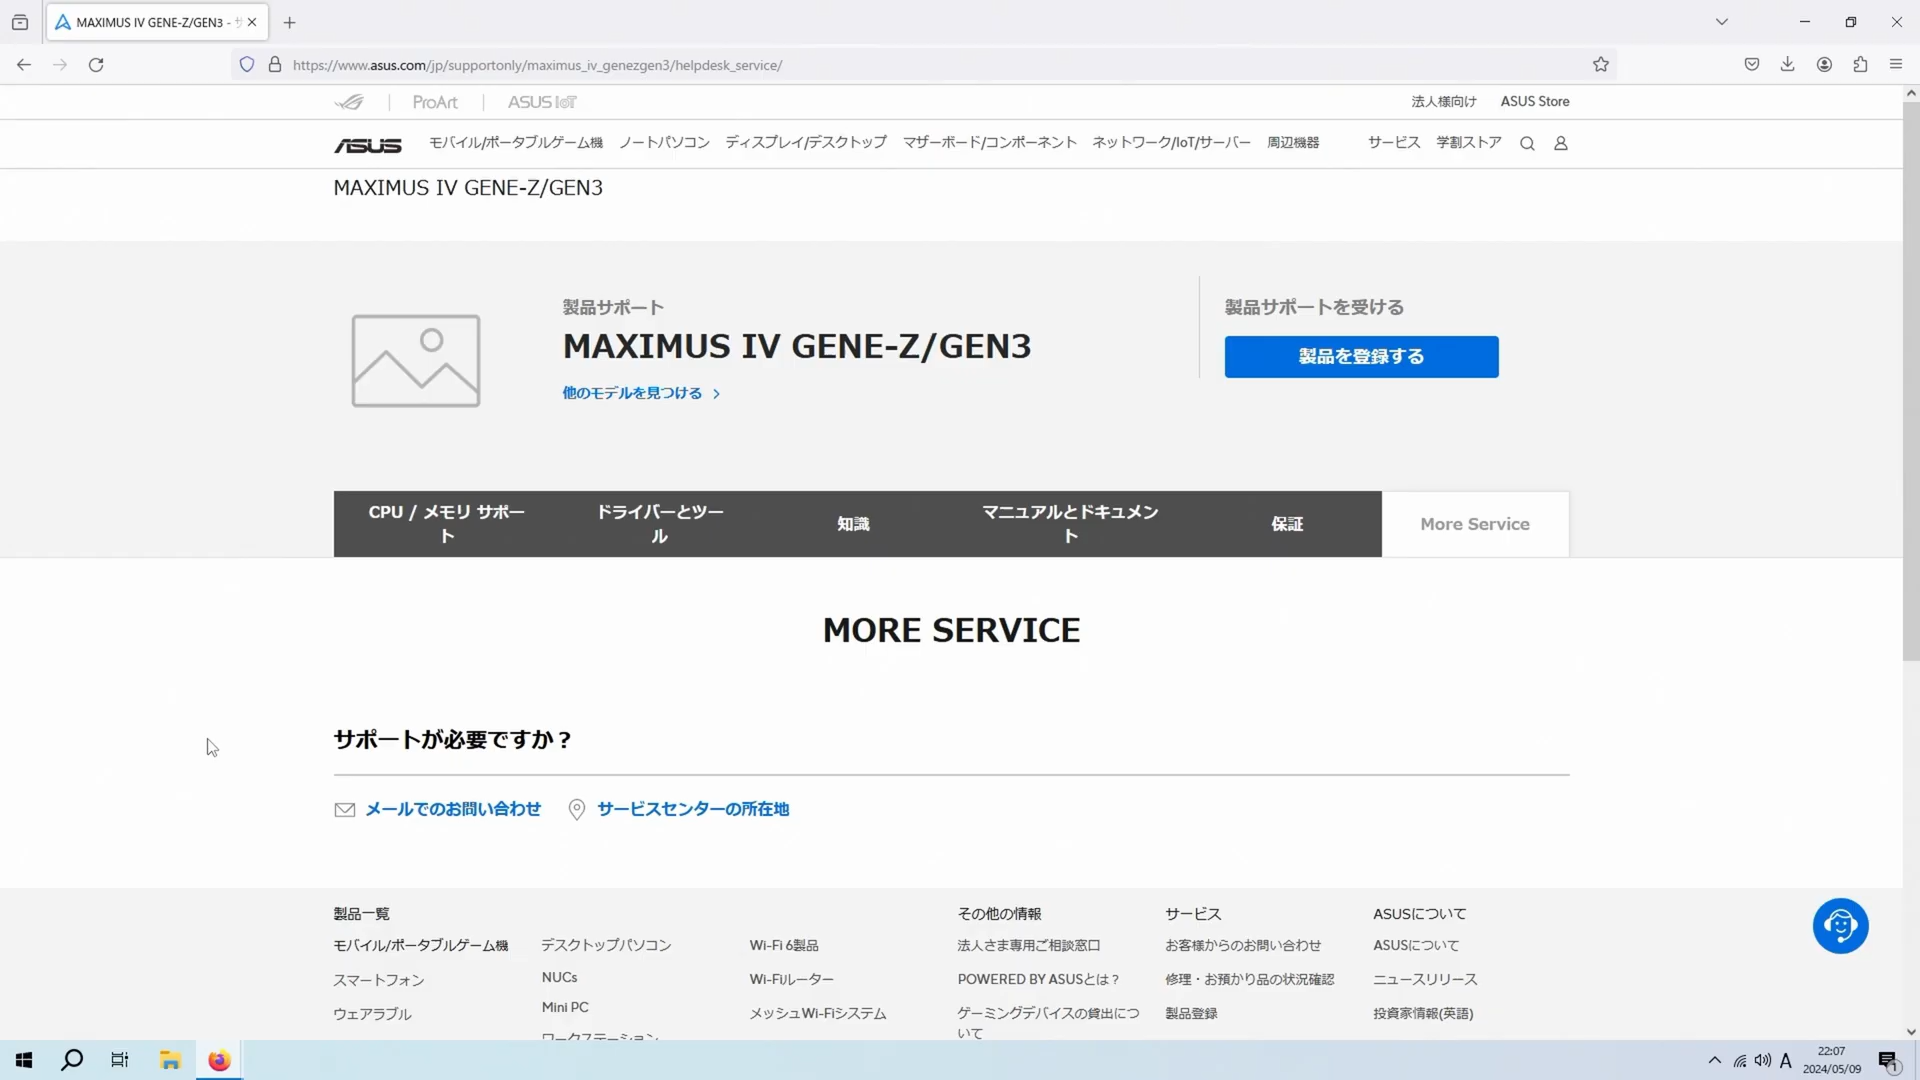 MAXIMUS IV GENE-Z/GEN3 - サ
https://www.asus.com/jp/supportonly/maximus_iv_genezgen3/helpdesk_service/
ProArt
ASUS IoT
法人様向け
ASUS Store
ASUS
モバイル/ポータブルゲーム機
ノートパソコン
ディスプレイ/デスクトップ
マザーボード/コンポーネント
ネットワーク/IoT/サーバー
周辺機器
サービス
学割ストア
MAXIMUS IV GENE-Z/GEN3
製品サポート
MAXIMUS IV GENE-Z/GEN3
他のモデルを見つける
製品サポートを受ける
製品を登録する
CPU / メモリ サポー
ト
ドライバーとツー
ル
知識
マニュアルとドキュメン
ト
保証
More Service
MORE SERVICE
サポートが必要ですか？
メールでのお問い合わせ
サービスセンターの所在地
製品一覧
モバイル/ポータブルゲーム機
スマートフォン
ウェアラブル
デスクトップパソコン
NUCs
Mini PC
ワークステーション
Wi-Fi 6製品
Wi-Fiルーター
メッシュWi-Fiシステム
その他の情報
法人さま専用ご相談窓口
POWERED BY ASUSとは？
ゲーミングデバイスの貸出につ
いて
サービス
お客様からのお問い合わせ
修理・お預かり品の状況確認
製品登録
ASUSについて
ASUSについて
ニュースリリース
投資家情報(英語)
A
22:07
2024/05/09
1